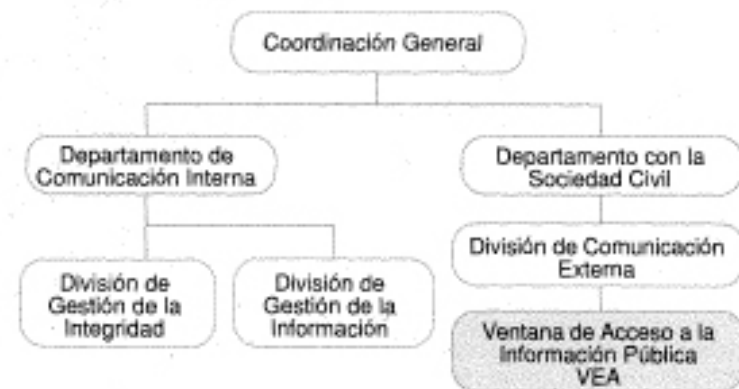 Coordinación General
Departamento de
Comunicación Interna
Departamento con la
Sociedad Civil
División de
Gestión de la
Integridad
División de
Gestión de la
Información
División de Comunicación
Externa
Ventana de Acceso a la
Información Pública
VEA